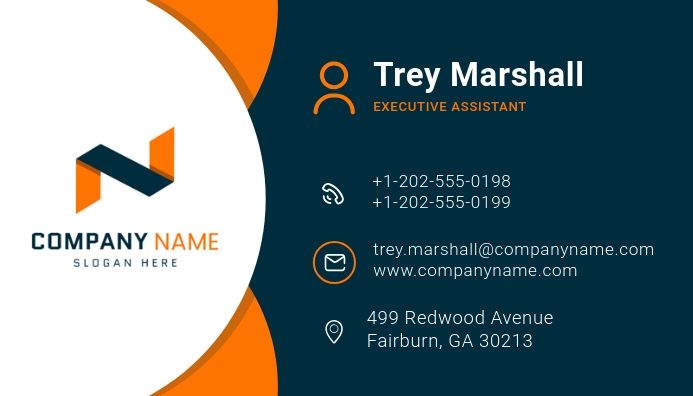 COMPANY NAME
SLOGAN HERE
Trey Marshall
EXECUTIVE ASSISTANT
+1-202-555-0198
+1-202-555-0199
trey.marshall@companyname.com
www.companyname.com
499 Redwood Avenue
Fairburn, GA 30213